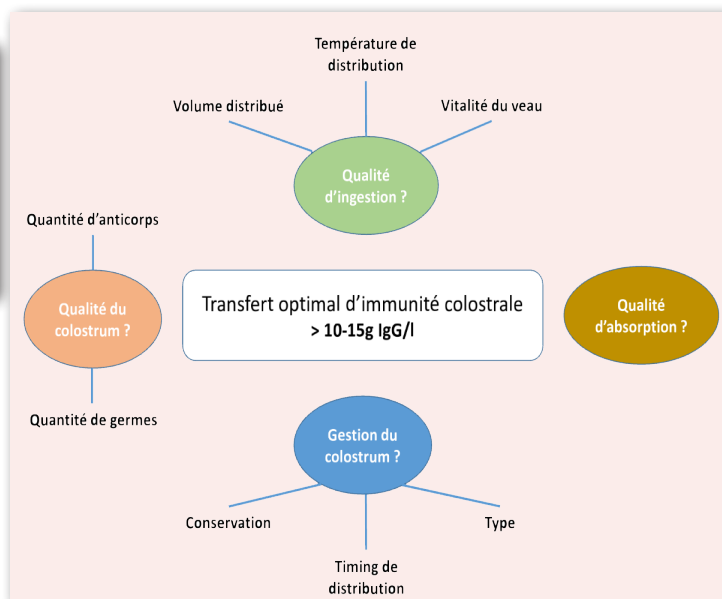 Température de
distribution
Volume distribué
Vitalité du veau
Qualité
d'ingestion ?
Quantité d'anticorps
Qualité du
colostrum ?
Quantité de germes
Transfert optimal d'immunité colostrale
> 10-15g IgG/l
Qualité
d'absorption ?
Gestion du
colostrum ?
Conservation
Type
Timing de
distribution